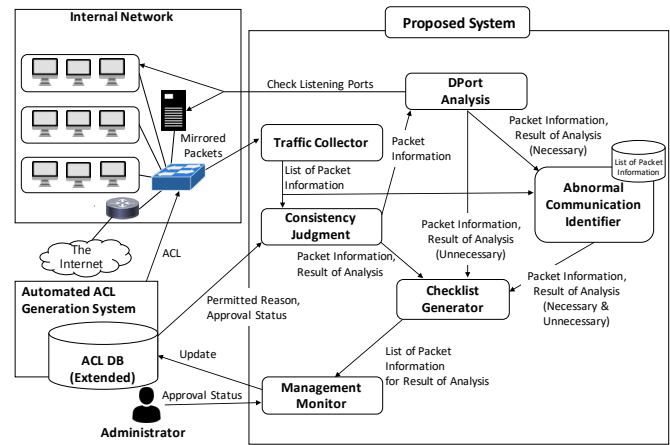 Internal Network
Proposed System
Check Listening Ports
DPort
Analysis
Mirrored
Packets
Traffic Collector
Packet
Information
Packet Information,
Result of Analysis
(Necessary)
List of Packet
Information
List of Packet
Information
Abnormal
Communication
Identifier
Consistency
Judgment
Packet Information,
Result of Analysis
Packet Information,
Result of Analysis
(Unnecessary)
The
Internet
ACL
Packet Information,
Result of Analysis
(Necessary &
Unnecessary)
Automated ACL
Generation System
Permitted Reason,
Approval Status
Checklist
Generator
ACL DB
(Extended)
Update
List of Packet
Information
for Result of Analysis
Management
Monitor
Approval Status
Administrator